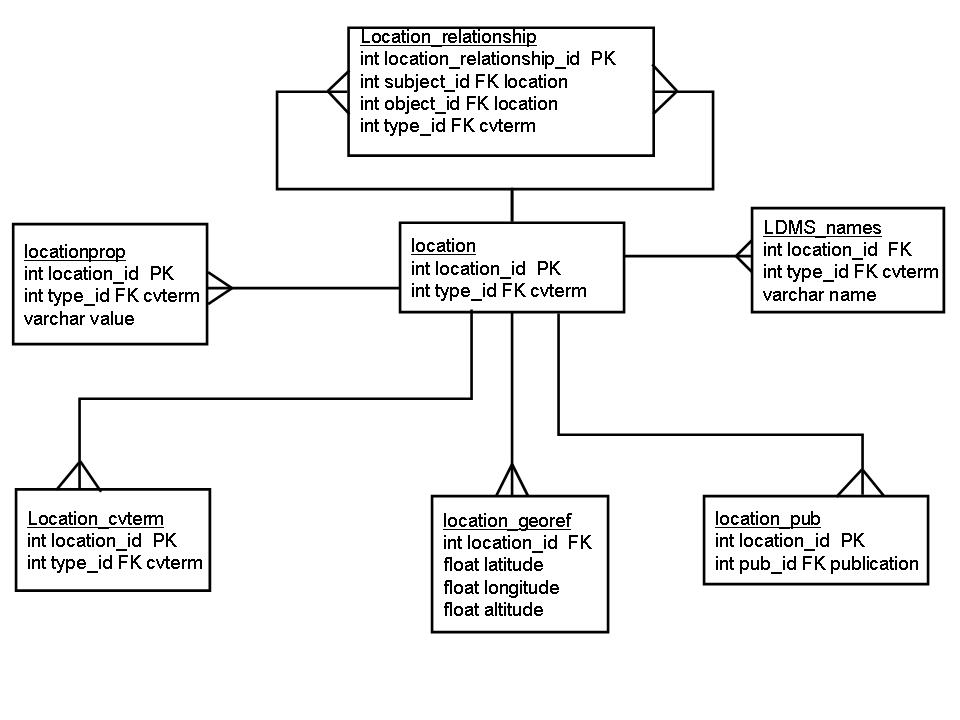 Location_relationship
int location_relationship_id  PK
int subject_id FK location
int object_id FK location
int type_id FK cvterm
locationprop
int location_id  PK
int type_id FK cvterm
varchar value
location
int location_id  PK
int type_id FK cvterm
LDMS_names
int location_id  FK
int type_id FK cvterm
varchar name
Location_cvterm
int location_id  PK
int type_id FK cvterm
location_georef
int location_id  FK
float latitude
float longitude
float altitude
location_pub
int location_id  PK
int pub_id FK publication